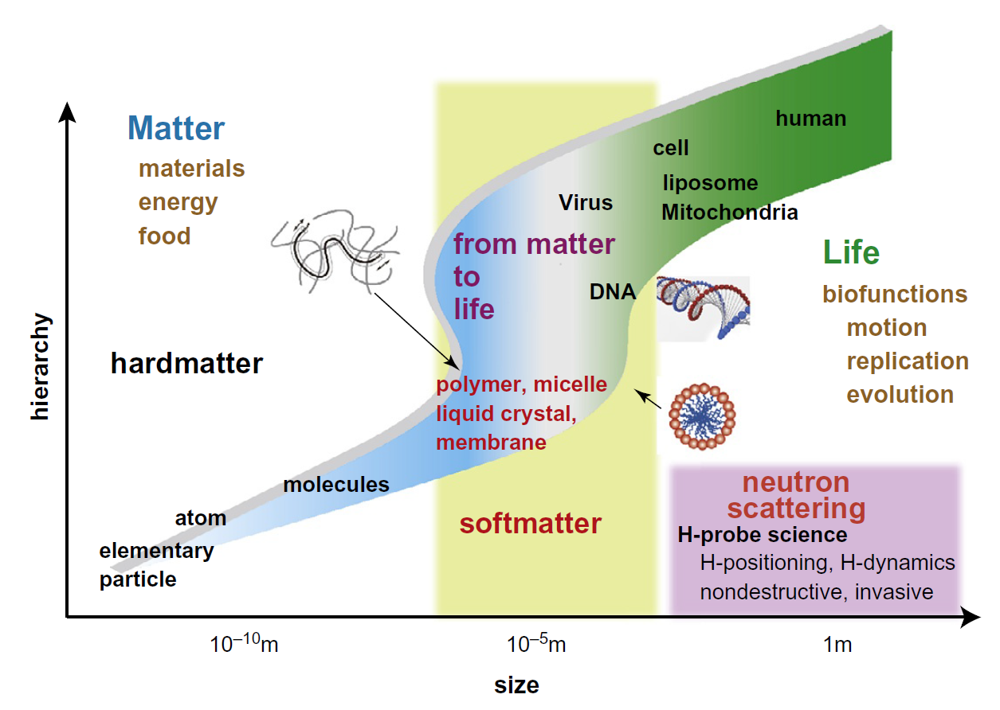 Matter
materials
energy
food
hardmatter
hierarchy
human
cell
liposome
Mitochondria
Virus
from matter
to
life
DNA
Life
biofunctions
motion
replication
evolution
polymer, micelle
liquid crystal,
membrane
molecules
atom
elementary
particle
softmatter
neutron
scattering
H-probe science
H-positioning, H-dynamics
nondestructive, invasive
10⁻¹⁰m
10⁻⁵m
1m
size